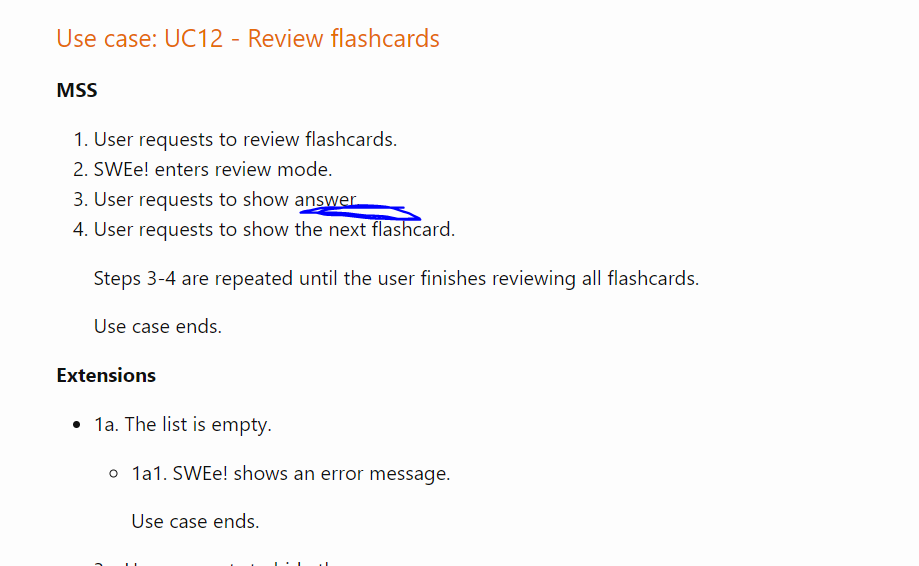 Use case: UC12 - Review flashcards
MSS
1. User requests to review flashcards.
2. SWEe! enters review mode.
3. User requests to show answer.
4. User requests to show the next flashcard.
Steps 3-4 are repeated until the user finishes reviewing all flashcards.
Use case ends.
Extensions
• 1a. The list is empty.
◦ 1a1. SWEe! shows an error message.
Use case ends.